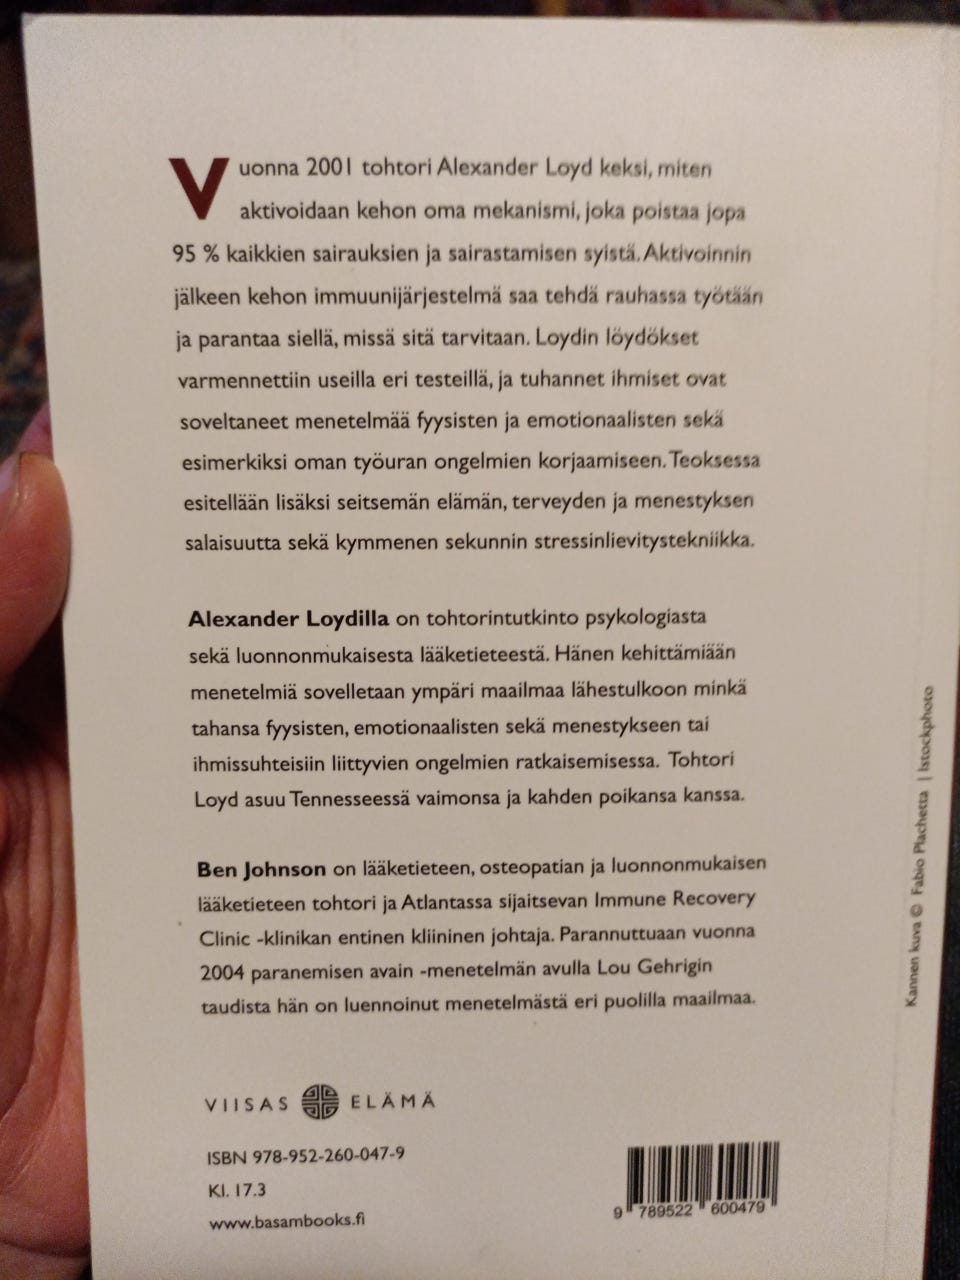 Vuonna 2001 tohtori Alexander Loyd keksi, miten
aktivoidaan kehon oma mekanismi, joka poistaa jopa
95 % kaikkien sairauksien ja sairastamisen syistä. Aktivoinnin
jälkeen kehon immuunijärjestelmä saa tehdä rauhassa työtään
ja parantaa siellä, missä sitä tarvitaan. Loydin löydökset
varmennettiin useilla eri testeillä, ja tuhannet ihmiset ovat
soveltaneet menetelmää fyysisten ja emotionaalisten sekä
esimerkiksi oman työuran ongelmien korjaamiseen. Teoksessa
esitellään lisäksi seitsemän elämän, terveyden ja menestyksen
salaisuutta sekä kymmenen sekunnin stressinlievitystekniikka.
Alexander Loydilla on tohtorintutkinto psykologiasta
sekä luonnonmukaisesta lääketieteestä. Hänen kehittämiään
menetelmiä sovelletaan ympäri maailmaa lähestulkoon minkä
tahansa fyysisten, emotionaalisten sekä menestykseen tai
ihmissuhteisiin liittyvien ongelmien ratkaisemisessa. Tohtori
Loyd asuu Tennesseessä vaimonsa ja kahden poikansa kanssa.
Ben Johnson on lääketieteen, osteopatian ja luonnonmukaisen
lääketieteen tohtori ja Atlantassa sijaitsevan Immune Recovery
Clinic -klinikan entinen kliininen johtaja. Parannuttuaan vuonna
2004 paranemisen avain -menetelmän avulla Lou Gehrigin
taudista hän on luennoinut menetelmästä eri puolilla maailmaa.
Kannen kuva © Fabio Plachetta | Istockphoto
VIISAS ELÄMÄ
ISBN 978-952-260-047-9
Kl. 17.3
www.basambooks.fi
9 789522 600479